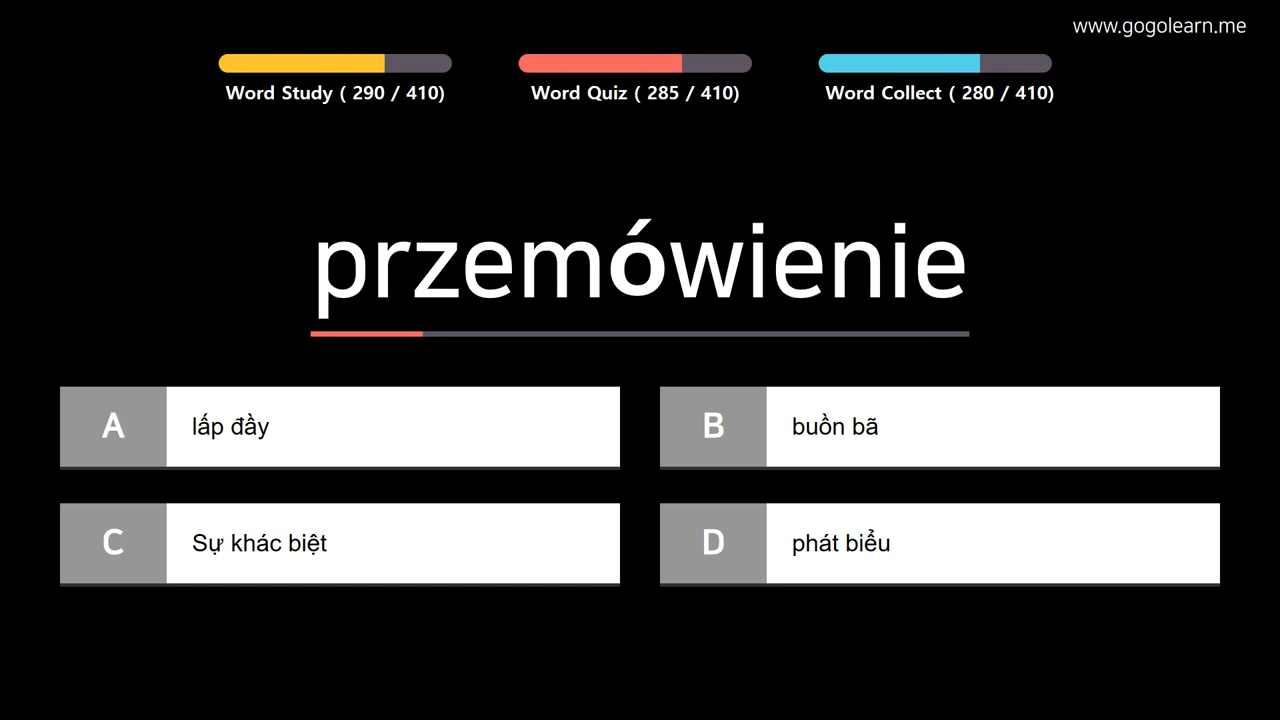 www.gogolearn.me
Word Study ( 290 / 410)
Word Quiz ( 285 / 410)
Word Collect ( 280 / 410)
przemówienie
A lấp đầy
B buồn bã
C Sự khác biệt
D phát biểu